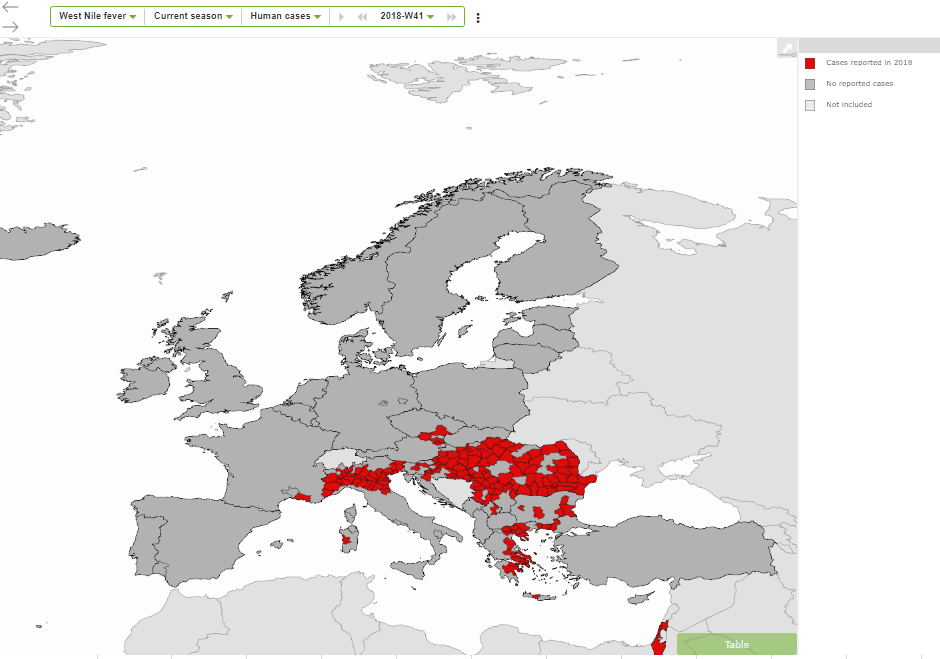 West Nile fever Current season Human cases 2018-W41
Cases reported in 2018
No reported cases
Not included
Table